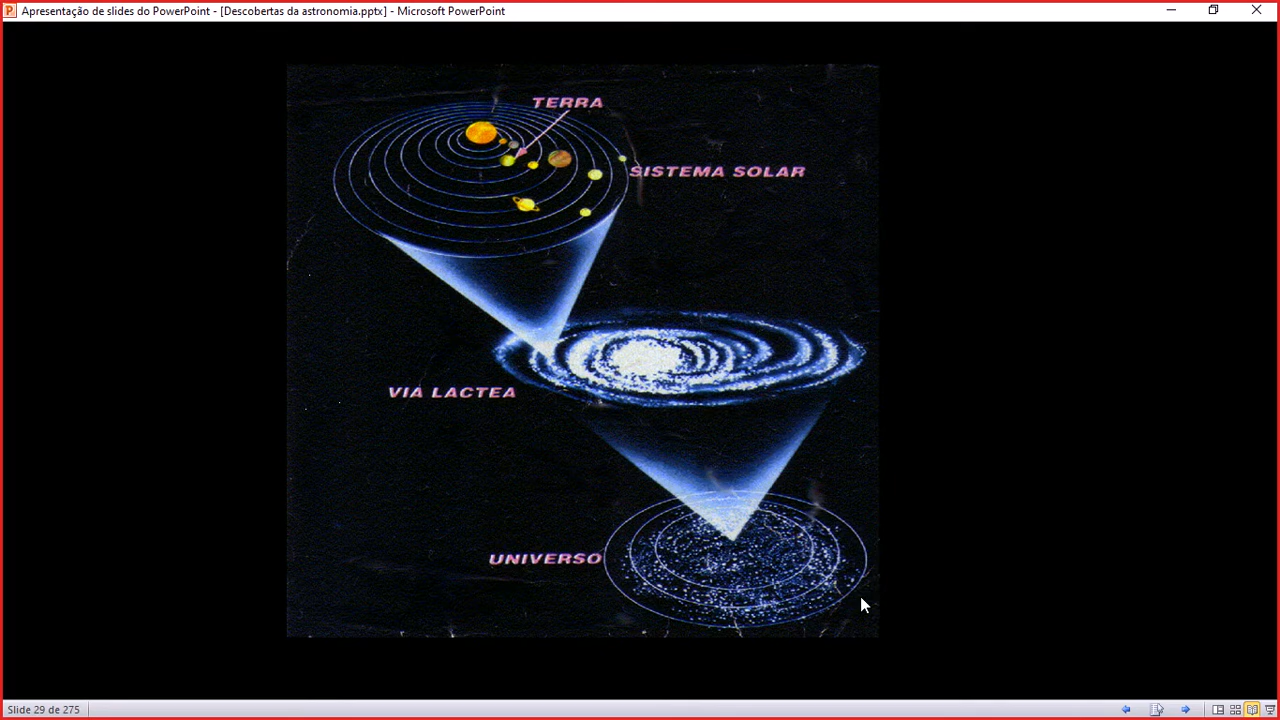 Apresentação de slides do PowerPoint - [Descobertas da astronomia.pptx] - Microsoft PowerPoint
TERRA
SISTEMA SOLAR
VIA LACTEA
UNIVERSO
Slide 29 de 275